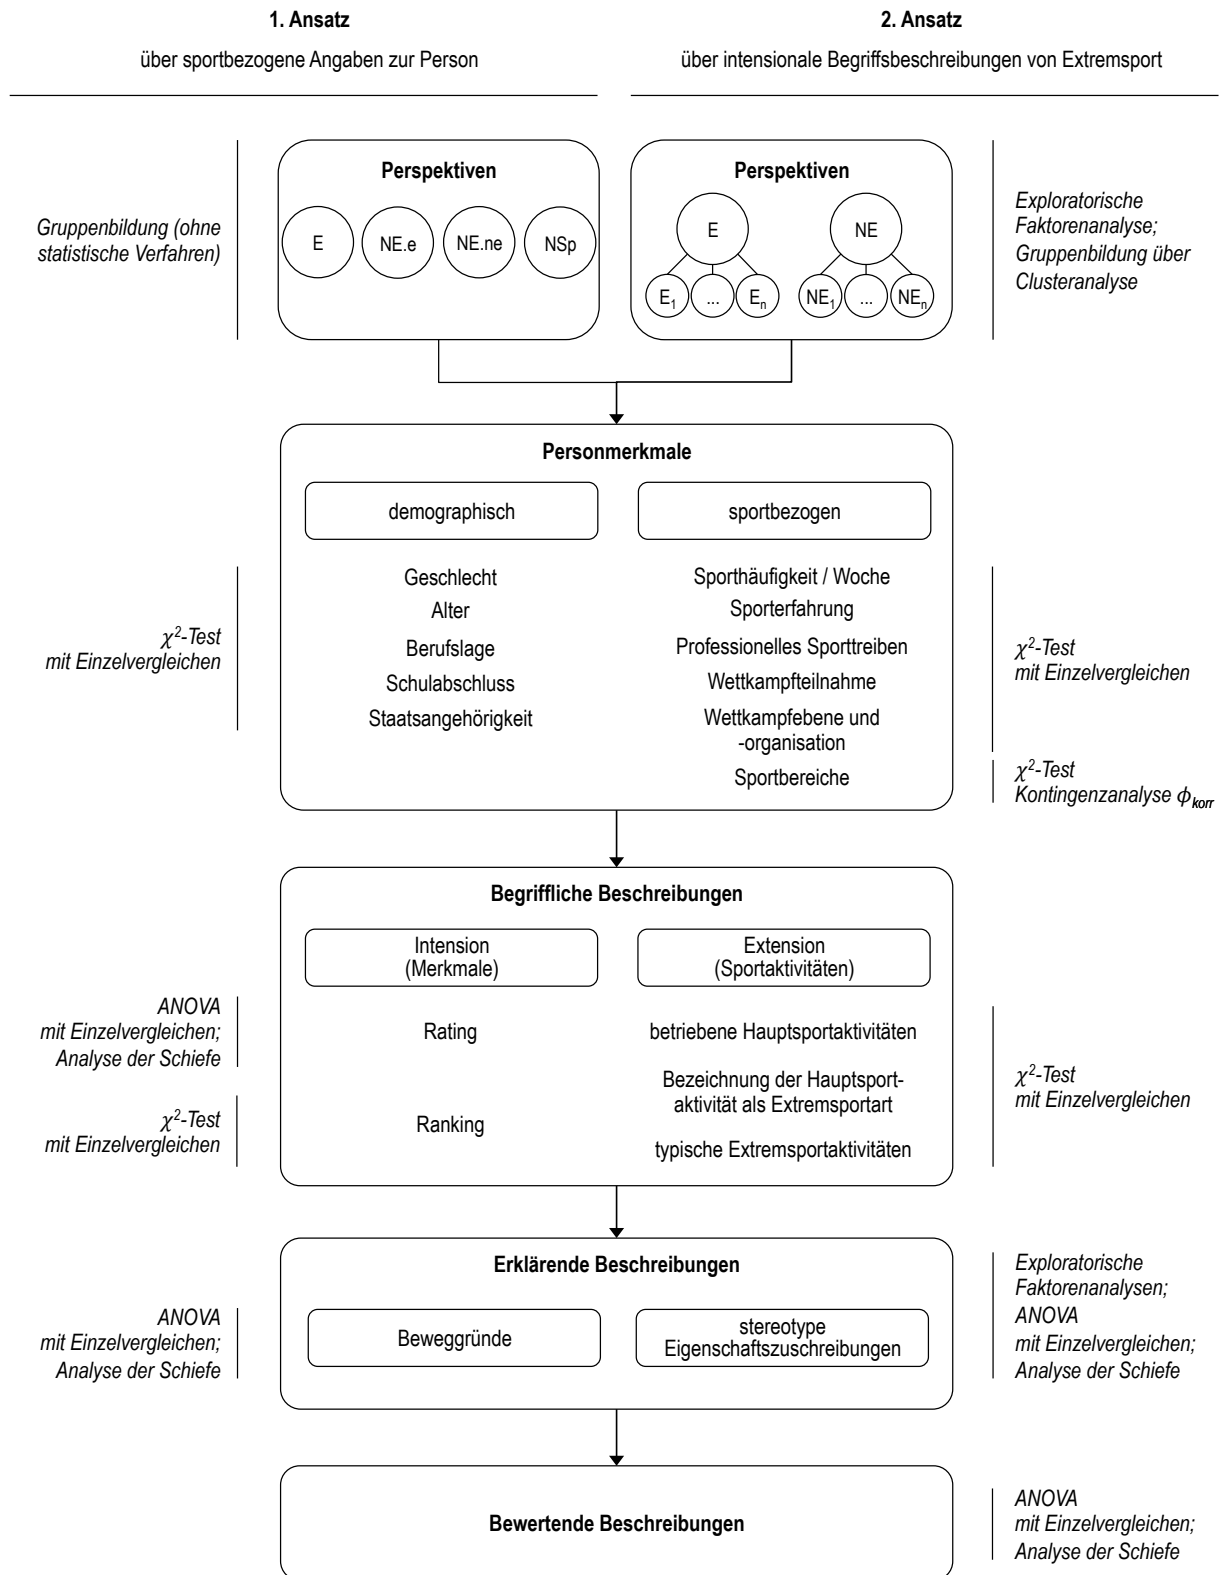 1. Ansatz
über sportbezogene Angaben zur Person
2. Ansatz
über intensionale Begriffsbeschreibungen von Extremsport
Gruppenbildung (ohne
statistische Verfahren)
Perspektiven
E
NE.e
NE.ne
NSp
Perspektiven
E
NE
E1
...
En
NE1
...
NEn
Exploratorische
Faktorenanalyse;
Gruppenbildung über
Clusteranalyse
Personmerkmale
demographisch
sportbezogen
χ²-Test
mit Einzelvergleichen
Geschlecht
Alter
Berufslage
Schulabschluss
Staatsangehörigkeit
Sporthäufigkeit / Woche
Sporterfahrung
Professionelles Sporttreiben
Wettkampfteilnahme
Wettkampfebene und
-organisation
Sportbereiche
χ²-Test
mit Einzelvergleichen
χ²-Test
Kontingenzanalyse ϕkorr
Begriffliche Beschreibungen
Intension
(Merkmale)
Extension
(Sportaktivitäten)
ANOVA
mit Einzelvergleichen;
Analyse der Schiefe
χ²-Test
mit Einzelvergleichen
Rating
Ranking
betriebene Hauptsportaktivitäten
Bezeichnung der Hauptsport-
aktivität als Extremsportart
typische Extremsportaktivitäten
χ²-Test
mit Einzelvergleichen
Erklärende Beschreibungen
ANOVA
mit Einzelvergleichen;
Analyse der Schiefe
Beweggründe
stereotype
Eigenschaftszuschreibungen
Exploratorische
Faktorenanalysen;
ANOVA
mit Einzelvergleichen;
Analyse der Schiefe
Bewertende Beschreibungen
ANOVA
mit Einzelvergleichen;
Analyse der Schiefe